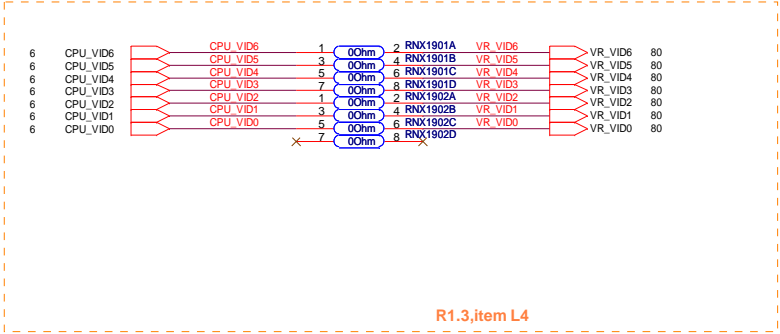 6 CPU_VID6 CPU_VID6 1 0Ohm 2 RNX1901A VR_VID6 VR_VID6 80
6 CPU_VID5 CPU_VID5 3 0Ohm 4 RNX1901B VR_VID5 VR_VID5 80
6 CPU_VID4 CPU_VID4 5 0Ohm 6 RNX1901C VR_VID4 VR_VID4 80
6 CPU_VID3 CPU_VID3 7 0Ohm 8 RNX1901D VR_VID3 VR_VID3 80
6 CPU_VID2 CPU_VID2 1 0Ohm 2 RNX1902A VR_VID2 VR_VID2 80
6 CPU_VID1 CPU_VID1 3 0Ohm 4 RNX1902B VR_VID1 VR_VID1 80
6 CPU_VID0 CPU_VID0 5 0Ohm 6 RNX1902C VR_VID0 VR_VID0 80
7 0Ohm 8 RNX1902D
R1.3,item L4